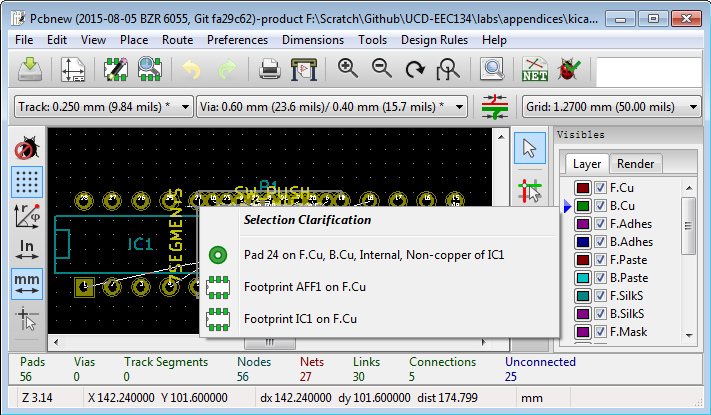 Pcbnew (2015-08-05 BZR 6055, Git fa29c62)-product F:\Scratch\Github\UCD-EEC134\labs\appendices\kica...
File Edit View Place Route Preferences Dimensions Tools Design Rules Help
NET
Track: 0.250 mm (9.84 mils) * Via: 0.60 mm (23.6 mils)/ 0.40 mm (15.7 mils) * Grid: 1.2700 mm (50.00 mils)
Visibles
Layer Render
F.Cu
B.Cu
F.Adhes
B.Adhes
F.Paste
B.Paste
F.SilkS
B.SilkS
F.Mask
In
mm
SW_PUSH
7SEGMENTS
IC1
Selection Clarification
Pad 24 on F.Cu, B.Cu, Internal, Non-copper of IC1
Footprint AFF1 on F.Cu
Footprint IC1 on F.Cu
Pads Vias Track Segments Nodes Nets Links Connections Unconnected
56 0 0 56 27 30 5 25
Z 3.14 X 142.240000 Y 101.600000 dx 142.240000 dy 101.600000 dist 174.799 mm